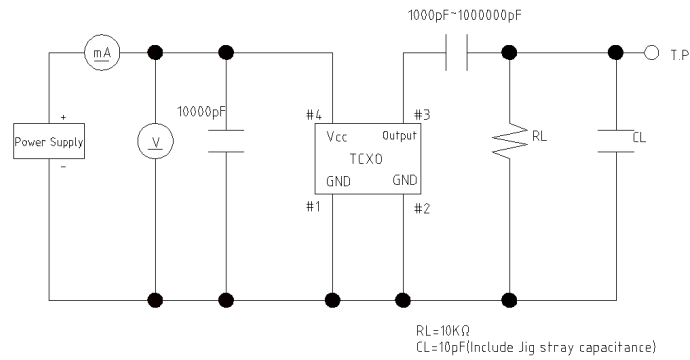 1000pF~1000000pF
mA
T.P
+
10000pF
#4
#3
Power Supply
V
Vcc
Output
RL
CL
TCXO
-
GND
GND
#1
#2
RL=10KΩ
CL=10pF(Include Jig stray capacitance)